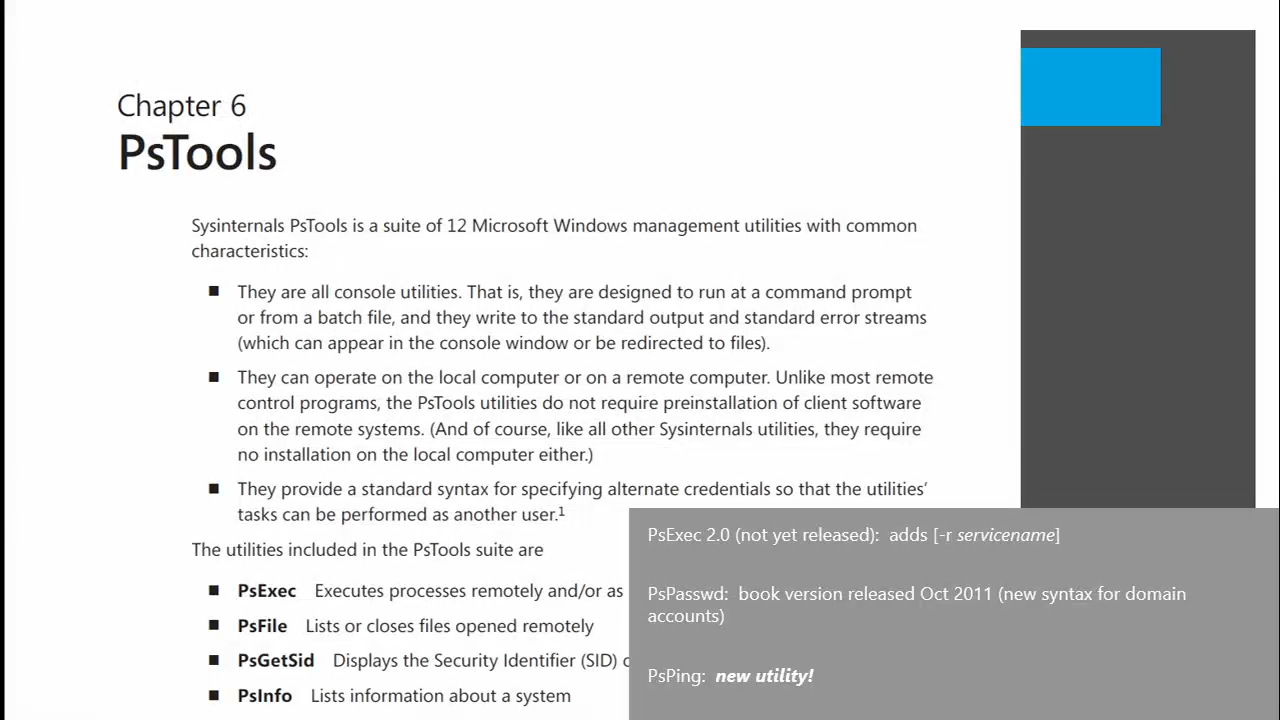 Chapter 6
PsTools
Sysinternals PsTools is a suite of 12 Microsoft Windows management utilities with common
characteristics:
■ They are all console utilities. That is, they are designed to run at a command prompt
or from a batch file, and they write to the standard output and standard error streams
(which can appear in the console window or be redirected to files).
■ They can operate on the local computer or on a remote computer. Unlike most remote
control programs, the PsTools utilities do not require preinstallation of client software
on the remote systems. (And of course, like all other Sysinternals utilities, they require
no installation on the local computer either.)
■ They provide a standard syntax for specifying alternate credentials so that the utilities’
tasks can be performed as another user.¹
The utilities included in the PsTools suite are
■ PsExec Executes processes remotely and/or as
■ PsFile Lists or closes files opened remotely
■ PsGetSid Displays the Security Identifier (SID)
■ PsInfo Lists information about a system
PsExec 2.0 (not yet released): adds [-r servicename]
PsPasswd: book version released Oct 2011 (new syntax for domain
accounts)
PsPing: new utility!